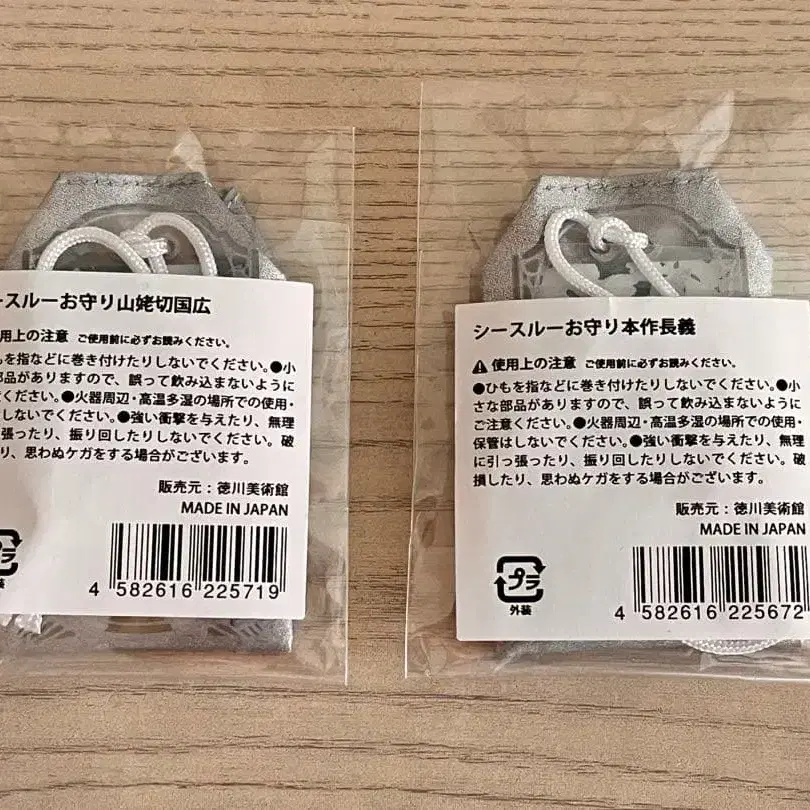 ースルーお守り山姥切国広
用上の注意 ご使用前に必ずお読みください。
もを指などに巻き付けたりしないでください。●小
部品がありますので、誤って飲み込まないように
ください。●火器周辺・高温多湿の場所での使用・
しないでください。●強い衝撃を与えたり、無理
張ったり、振り回したりしないでください。破
り、思わぬケガをする場合がございます。
販売元:徳川美術館
MADE IN JAPAN
プラ
4 582616 225719
シースルーお守り本作長義
使用上の注意 ご使用前に必ずお読みください。
●ひもを指などに巻き付けたりしないでください。●小
さな部品がありますので、誤って飲み込まないように
ご注意ください。●火器周辺・高温多湿の場所での使用・
保管はしないでください。●強い衝撃を与えたり、無理
に引っ張ったり、振り回したりしないでください。破
損したり、思わぬケガをする場合がございます。
販売元:徳川美術館
MADE IN JAPAN
プラ
外装
4 582616 225672